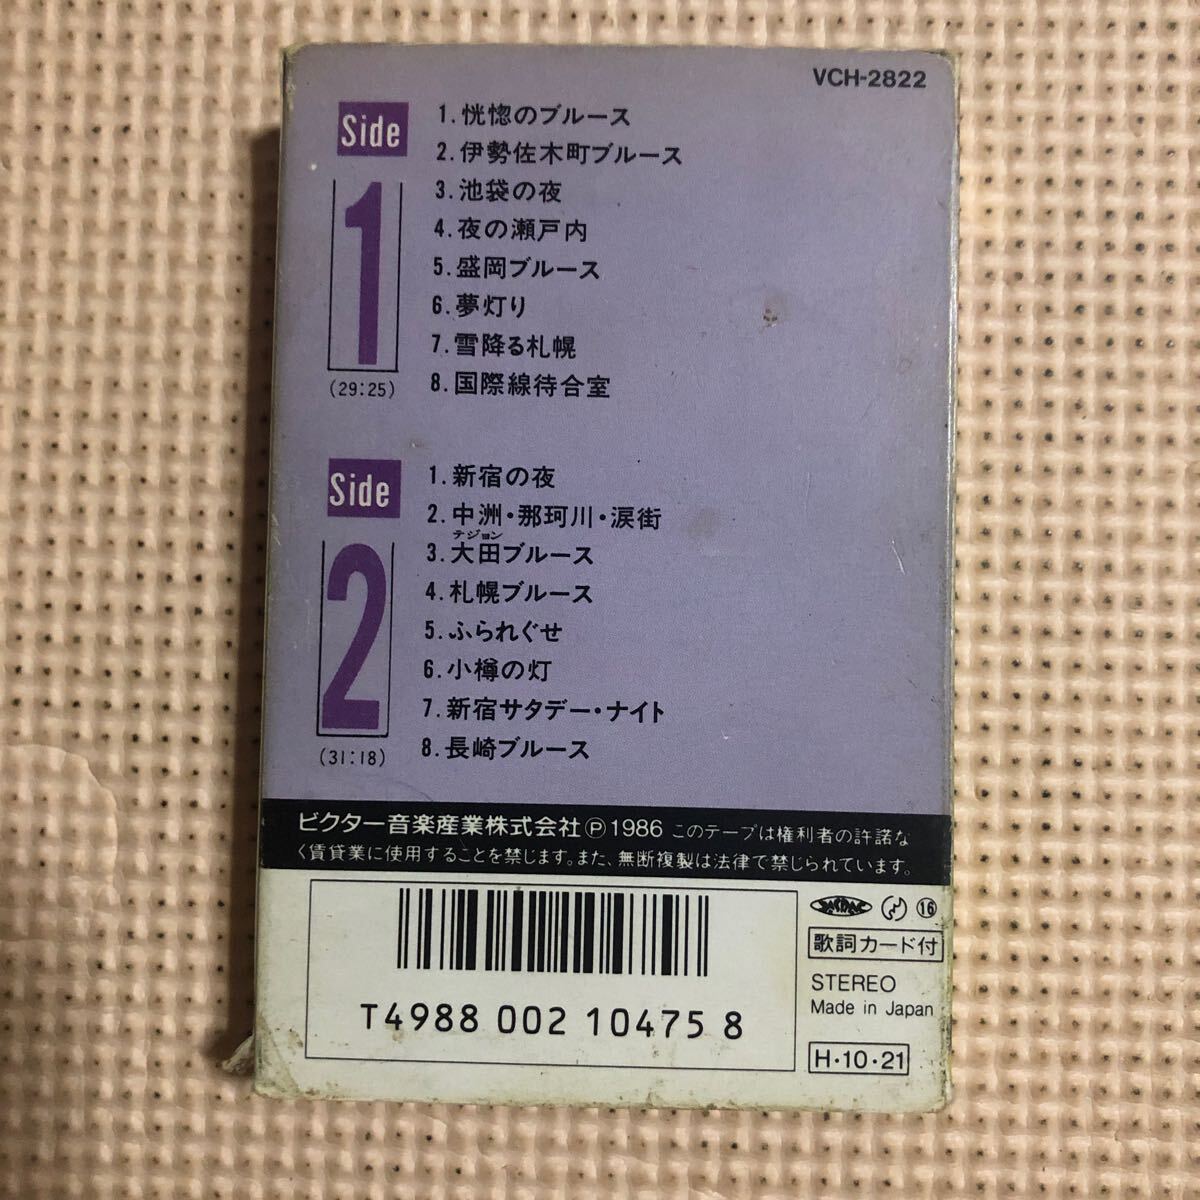 VCH-2822
Side
1
(29:25)
1.恍惚のブルース
2.伊勢佐木町ブルース
3.池袋の夜
4.夜の瀬戸内
5.盛岡ブルース
6.夢灯り
7.雪降る札幌
8.国際線待合室
Side
2
(31:18)
1.新宿の夜
2.中洲・那珂川・涙街
テジョン
3.大田ブルース
4.札幌ブルース
5.ふられぐせ
6.小樽の灯
7.新宿サタデー・ナイト
8.長崎ブルース
ビクター音楽産業株式会社Ⓟ1986 このテープは権利者の許諾な
く賃貸業に使用することを禁じます。また、無断複製は法律で禁じられています。
T4988 002 10475 8
⑯
歌詞カード付
STEREO
Made in Japan
H・10・21